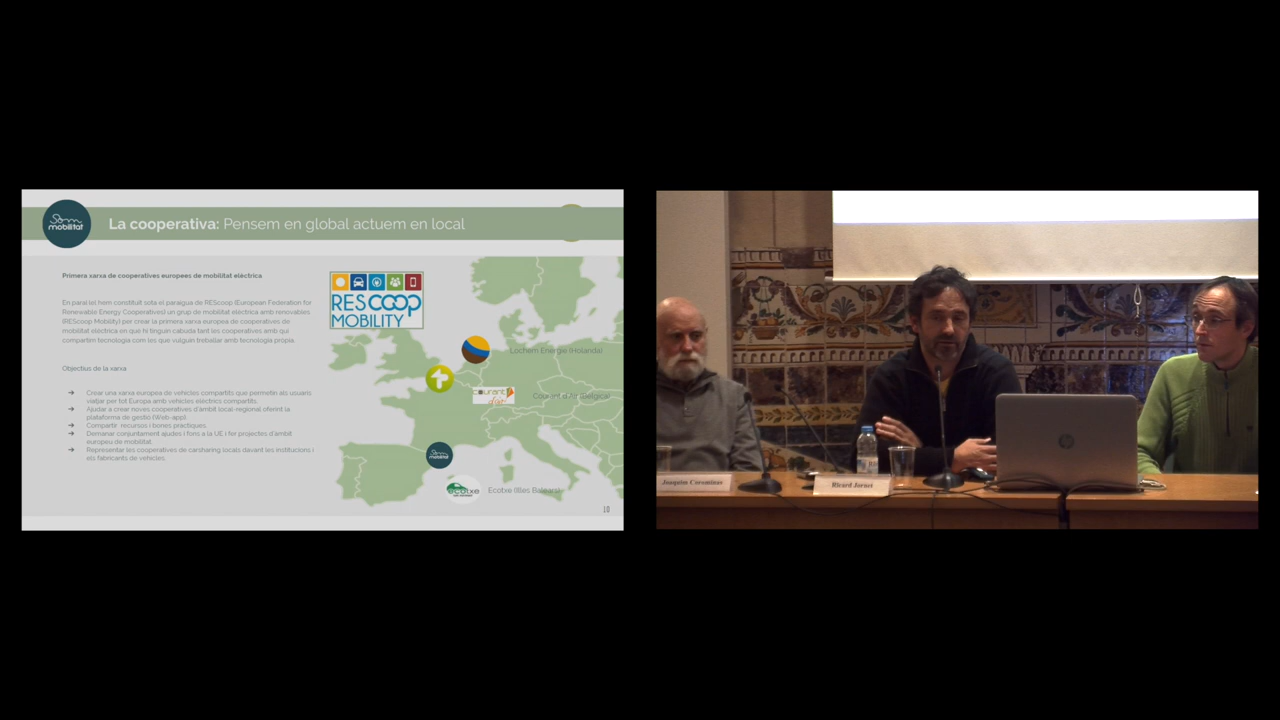 Som
mobilitat
La cooperativa: Pensem en global actuem en local
Primera xarxa de cooperatives europees de mobilitat elèctrica
En paral·lel hem constituït sota el paraigua de REScoop (European Federation for
Renewable Energy Cooperatives) un grup de mobilitat elèctrica amb renovables
(REScoop Mobility) per crear la primera xarxa europea de cooperatives de
mobilitat elèctrica en què hi tinguin cabuda tant les cooperatives amb qui
compartim tecnologia com les que vulguin treballar amb tecnologia pròpia.
Objectius de la xarxa
Crear una xarxa europea de vehicles compartits que permetin als usuaris
viatjar per tot Europa amb vehicles elèctrics compartits.
Ajudar a crear noves cooperatives d'àmbit local-regional oferint la
plataforma de gestió (Web-app)
Compartir recursos i bones pràctiques
Demanar conjuntament ajudes i fons a la UE i fer projectes d'àmbit
europeu de mobilitat.
Representar les cooperatives de carsharing locals davant les institucions i
els fabricants de vehicles.
RESCOOP
MOBILITY
Lochem Energie (Holanda)
courant
d'air
Courant d'Air (Bèlgica)
Som
mobilitat
ecotxe
Ecotxe (Illes Balears)
10
Joaquim Corominas
Ricard Jornet
hp